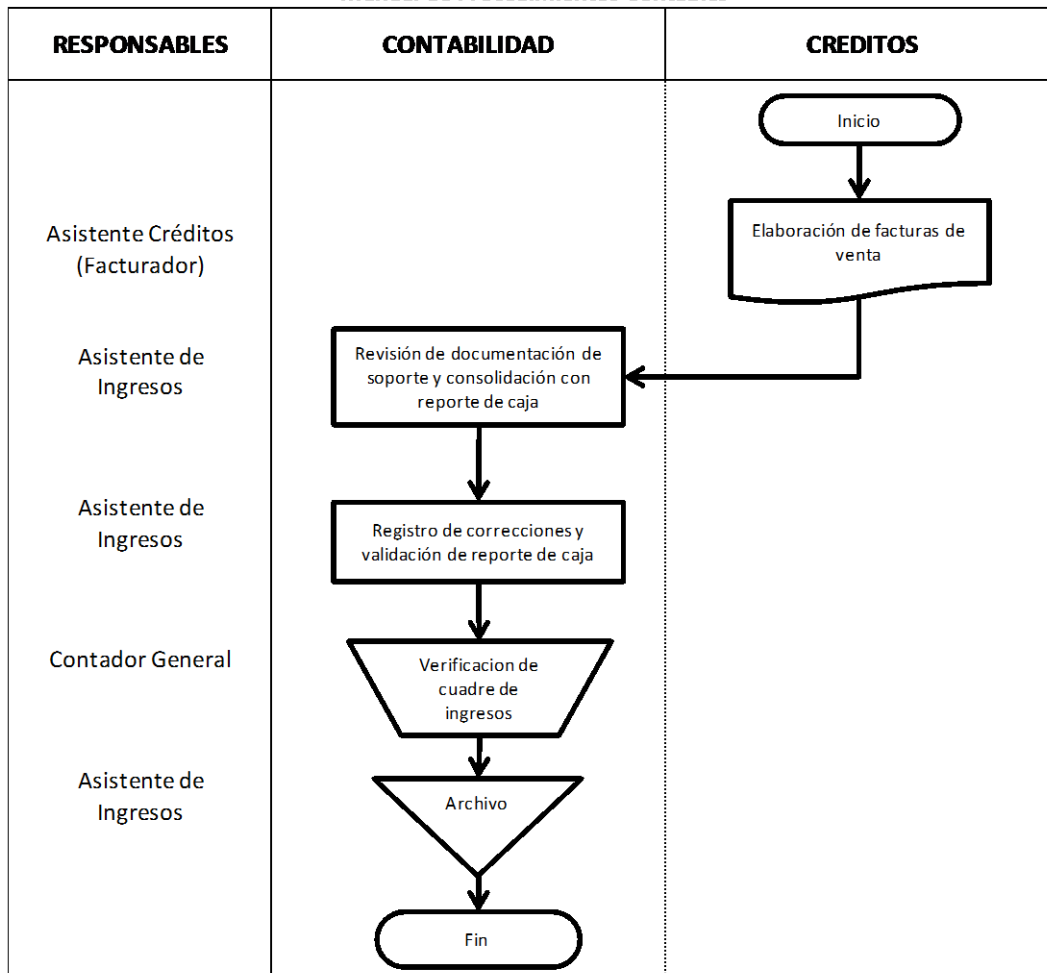 RESPONSABLES
CONTABILIDAD
CREDITOS
Inicio
Asistente Créditos
(Facturador)
Elaboración de facturas de
venta
Asistente de
Ingresos
Revisión de documentación de
soporte y consolidación con
reporte de caja
Asistente de
Ingresos
Registro de correcciones y
validación de reporte de caja
Contador General
Verificacion de
cuadre de
ingresos
Asistente de
Ingresos
Archivo
Fin